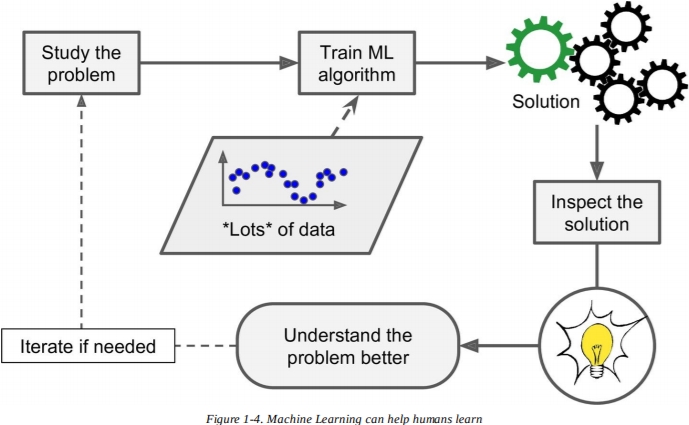 Study the
problem
Train ML
algorithm
Solution
*Lots* of data
Inspect the
solution
Understand the
problem better
Iterate if needed
Figure 1-4. Machine Learning can help humans learn